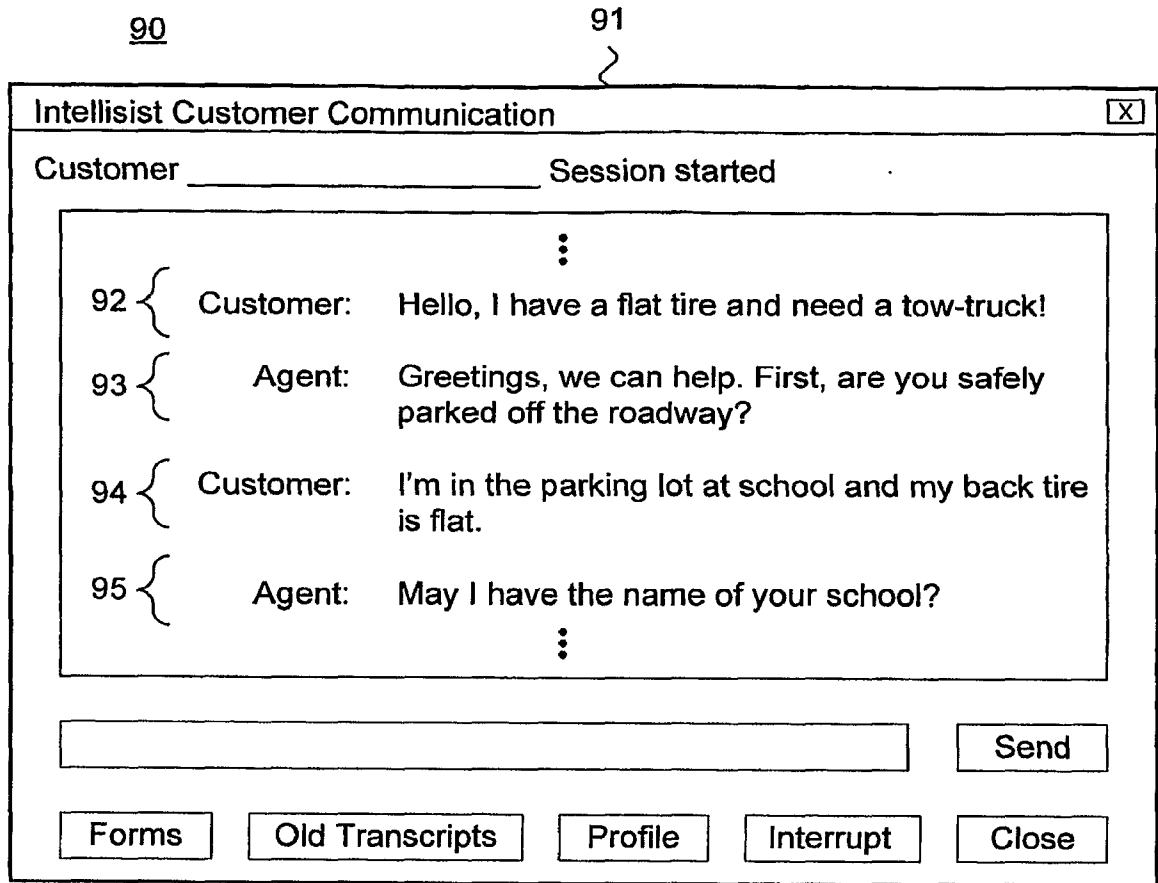 90
91
Intellisist Customer Communication X
Customer Session started
92 Customer: Hello, I have a flat tire and need a tow-truck!
93 Agent: Greetings, we can help. First, are you safely
parked off the roadway?
94 Customer: I'm in the parking lot at school and my back tire
is flat.
95 Agent: May I have the name of your school?
Send
Forms Old Transcripts Profile Interrupt Close